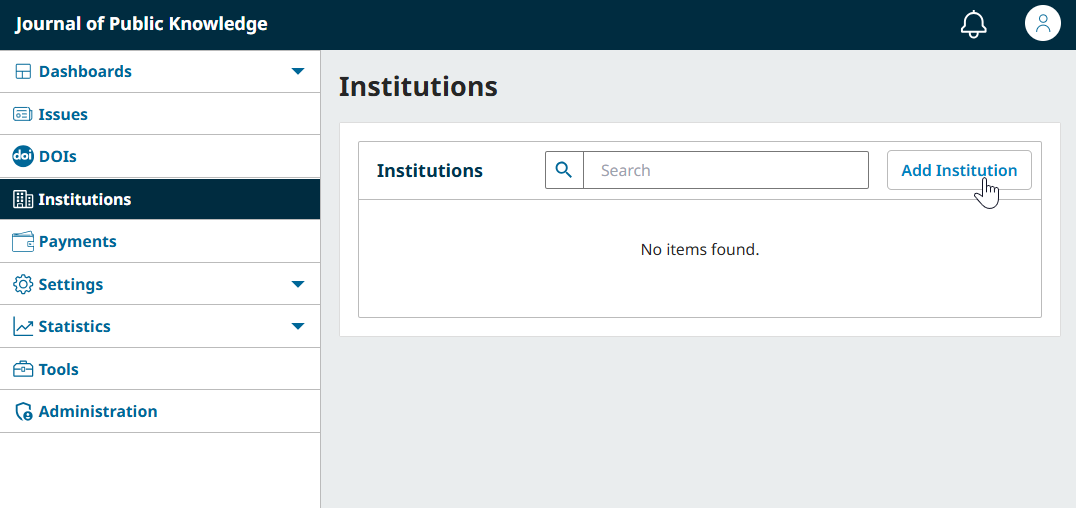 Journal of Public Knowledge
Dashboards
Issues
doi DOIs
Institutions
Payments
Settings
Statistics
Tools
Administration
Institutions
Institutions Search Add Institution
No items found.